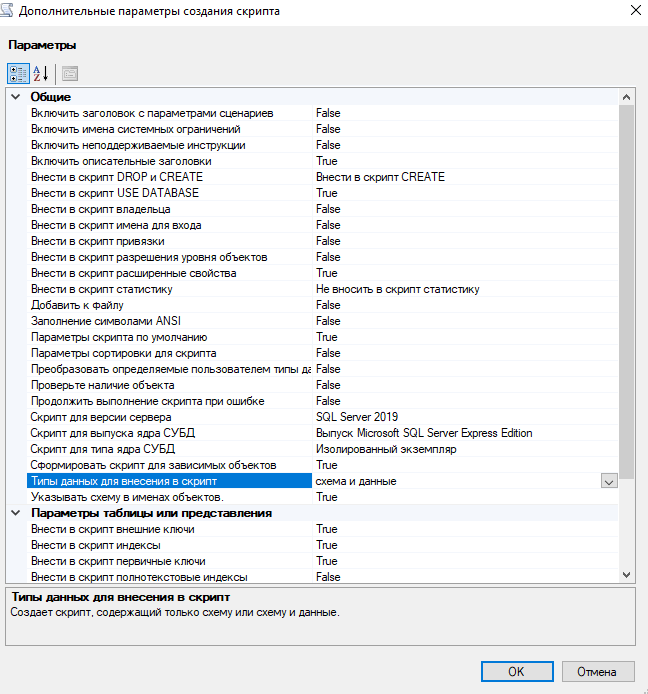 Дополнительные параметры создания скрипта
Параметры
Общие
Включить заголовок с параметрами сценариев False
Включить имена системных ограничений False
Включить неподдерживаемые инструкции False
Включить описательные заголовки True
Внести в скрипт DROP и CREATE Внести в скрипт CREATE
Внести в скрипт USE DATABASE True
Внести в скрипт владельца False
Внести в скрипт имена для входа False
Внести в скрипт привязки False
Внести в скрипт разрешения уровня объектов False
Внести в скрипт расширенные свойства True
Внести в скрипт статистику Не вносить в скрипт статистику
Добавить к файлу False
Заполнение символами ANSI False
Параметры скрипта по умолчанию True
Параметры сортировки для скрипта False
Преобразовать определяемые пользователем типы да False
Проверьте наличие объекта False
Продолжить выполнение скрипта при ошибке False
Скрипт для версии сервера SQL Server 2019
Скрипт для выпуска ядра СУБД Выпуск Microsoft SQL Server Express Edition
Скрипт для типа ядра СУБД Изолированный экземпляр
Сформировать скрипт для зависимых объектов True
Типы данных для внесения в скрипт схема и данные
Указывать схему в именах объектов. True
Параметры таблицы или представления
Внести в скрипт внешние ключи True
Внести в скрипт индексы True
Внести в скрипт первичные ключи True
Внести в скрипт полнотекстовые индексы False
Типы данных для внесения в скрипт
Создает скрипт, содержащий только схему или схему и данные.
OK Отмена